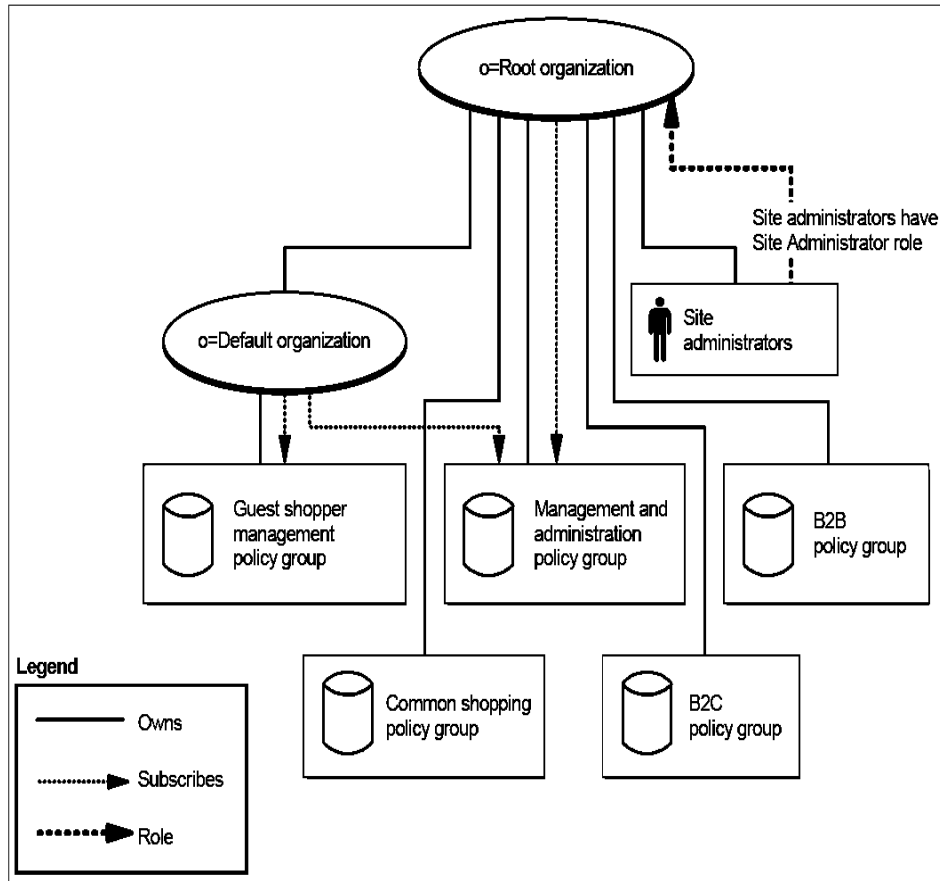 o=Root organization
Site administrators have
Site Administrator role
Site
administrators
o=Default organization
Guest shopper
management
policy group
Management and
administration
policy group
B2B
policy group
Common shopping
policy group
B2C
policy group
Legend
Owns
Subscribes
Role